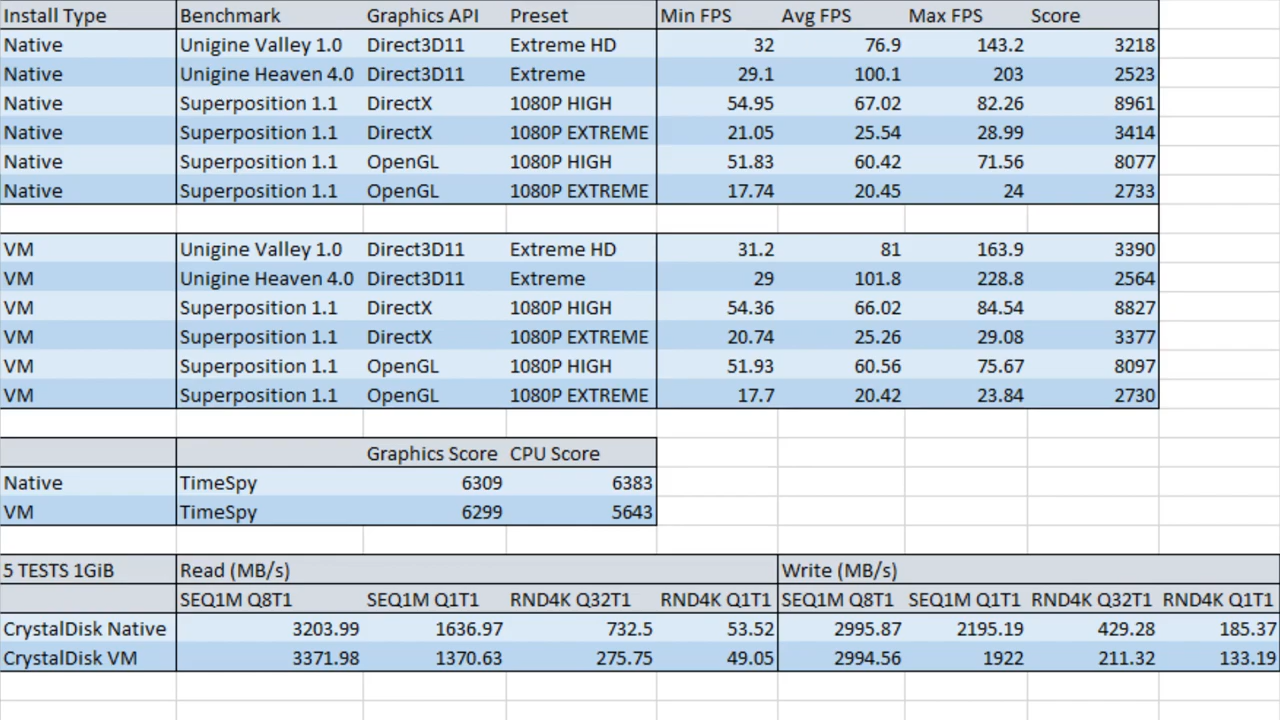 Install Type Benchmark Graphics API Preset Min FPS Avg FPS Max FPS Score
Native Unigine Valley 1.0 Direct3D11 Extreme HD 32 76.9 143.2 3218
Native Unigine Heaven 4.0 Direct3D11 Extreme 29.1 100.1 203 2523
Native Superposition 1.1 DirectX 1080P HIGH 54.95 67.02 82.26 8961
Native Superposition 1.1 DirectX 1080P EXTREME 21.05 25.54 28.99 3414
Native Superposition 1.1 OpenGL 1080P HIGH 51.83 60.42 71.56 8077
Native Superposition 1.1 OpenGL 1080P EXTREME 17.74 20.45 24 2733
VM Unigine Valley 1.0 Direct3D11 Extreme HD 31.2 81 163.9 3390
VM Unigine Heaven 4.0 Direct3D11 Extreme 29 101.8 228.8 2564
VM Superposition 1.1 DirectX 1080P HIGH 54.36 66.02 84.54 8827
VM Superposition 1.1 DirectX 1080P EXTREME 20.74 25.26 29.08 3377
VM Superposition 1.1 OpenGL 1080P HIGH 51.93 60.56 75.67 8097
VM Superposition 1.1 OpenGL 1080P EXTREME 17.7 20.42 23.84 2730
Graphics Score CPU Score
Native TimeSpy 6309 6383
VM TimeSpy 6299 5643
5 TESTS 1GiB Read (MB/s) Write (MB/s)
SEQ1M Q8T1 SEQ1M Q1T1 RND4K Q32T1 RND4K Q1T1 SEQ1M Q8T1 SEQ1M Q1T1 RND4K Q32T1 RND4K Q1T1
CrystalDisk Native 3203.99 1636.97 732.5 53.52 2995.87 2195.19 429.28 185.37
CrystalDisk VM 3371.98 1370.63 275.75 49.05 2994.56 1922 211.32 133.19